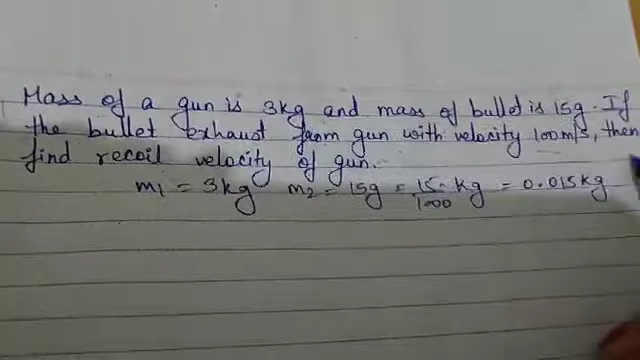 Mass of a gun is 3kg and mass of bullet is 15g. If
the bullet exhaust from gun with velocity 100m/s, then
find recoil velocity of gun.
m₁ = 3kg m₂ = 15g = 15/1000 kg = 0.015kg